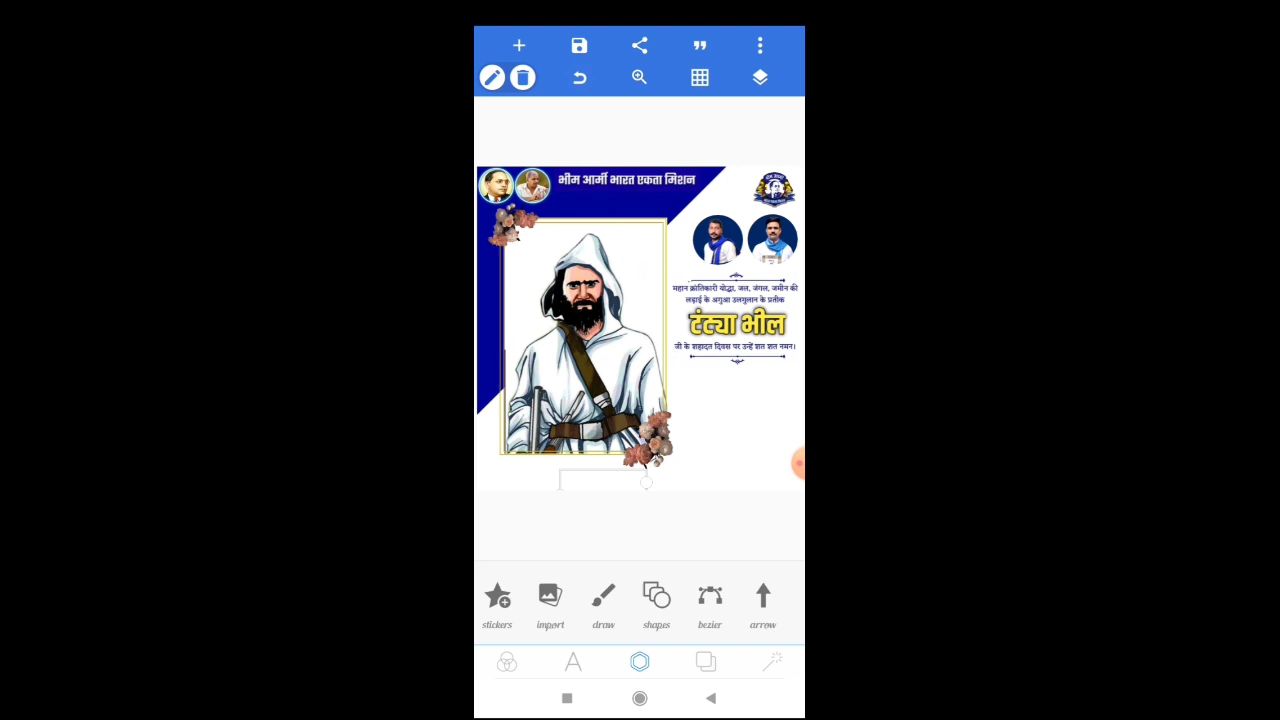 भीम आर्मी भारत एकता मिशन
महान क्रांतिकारी योद्धा, जल, जंगल, जमीन की
लढ़ाई के अगुआ उलगुलान के प्रतीक
टंट्या भील
जी के शहादत दिवस पर उन्हें शत शत नमन।
stickers import draw shapes bezier arrow